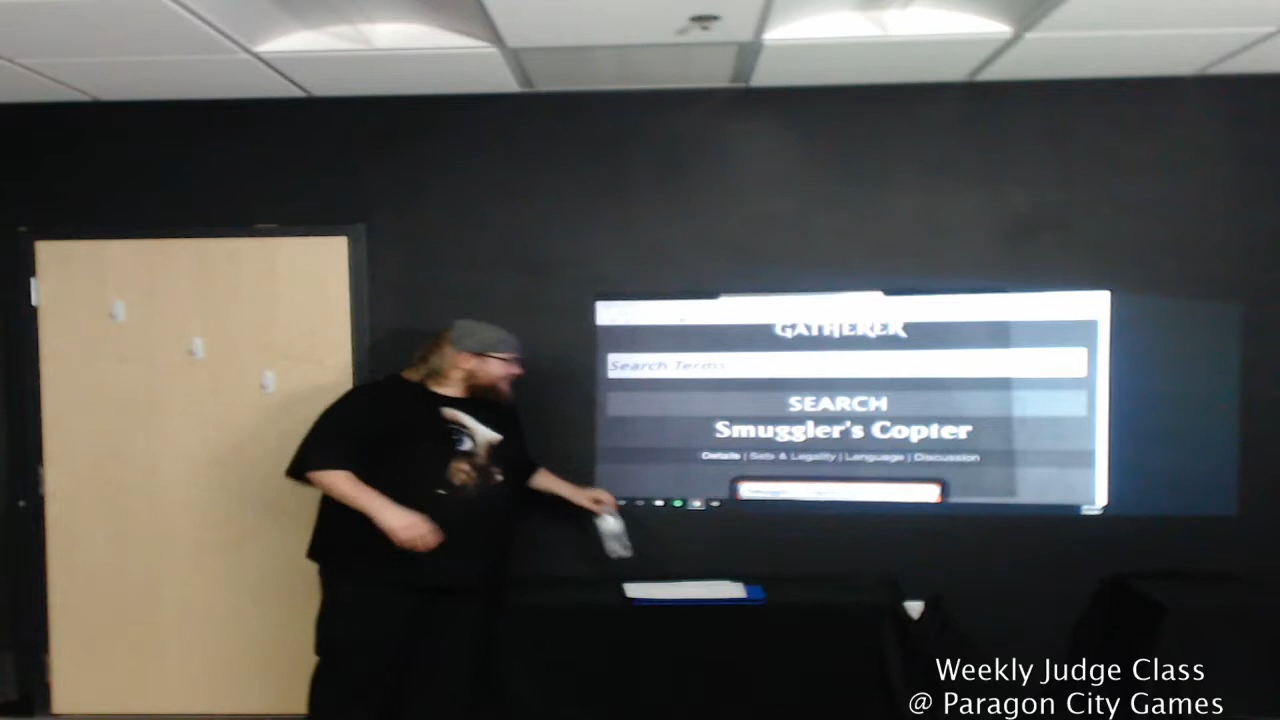 GATHERER
Search Terms
SEARCH
Smuggler's Copter
Details | Sets & Legality | Language | Discussion
Weekly Judge Class
@ Paragon City Games